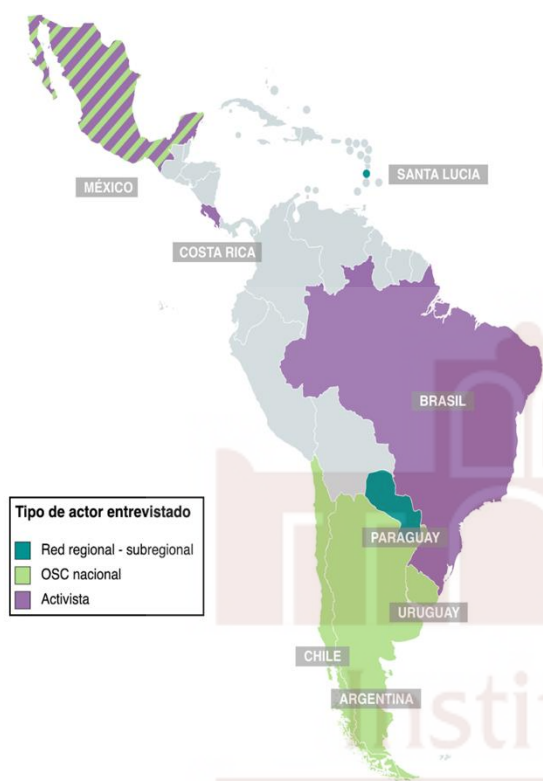 MÉXICO
SANTA LUCIA
COSTA RICA
BRASIL
Tipo de actor entrevistado
Red regional - subregional
OSC nacional
Activista
PARAGUAY
URUGUAY
CHILE
ARGENTINA
Insti